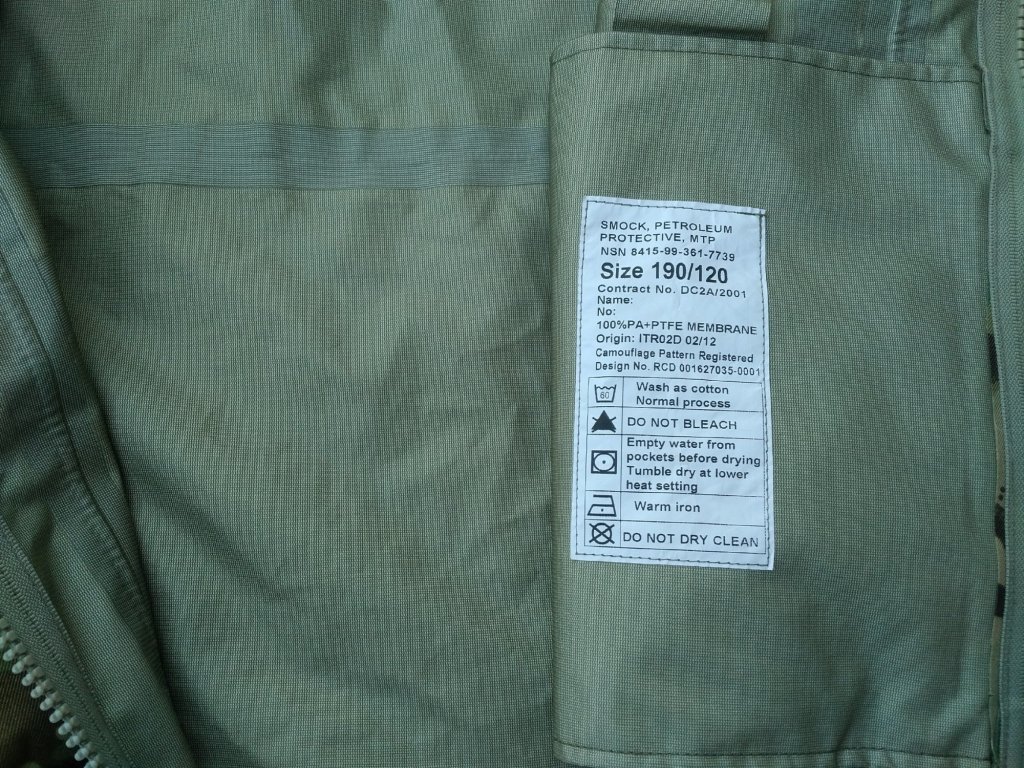 SMOCK, PETROLEUM
PROTECTIVE, MTP
NSN 8415-99-361-7739
Size 190/120
Contract No. DC2A/2001
Name:
No:
100%PA+PTFE MEMBRANE
Origin: ITR02D 02/12
Camouflage Pattern Registered
Design No. RCD 001627035-0001
60
Wash as cotton
Normal process
DO NOT BLEACH
Empty water from
pockets before drying
Tumble dry at lower
heat setting
Warm iron
DO NOT DRY CLEAN